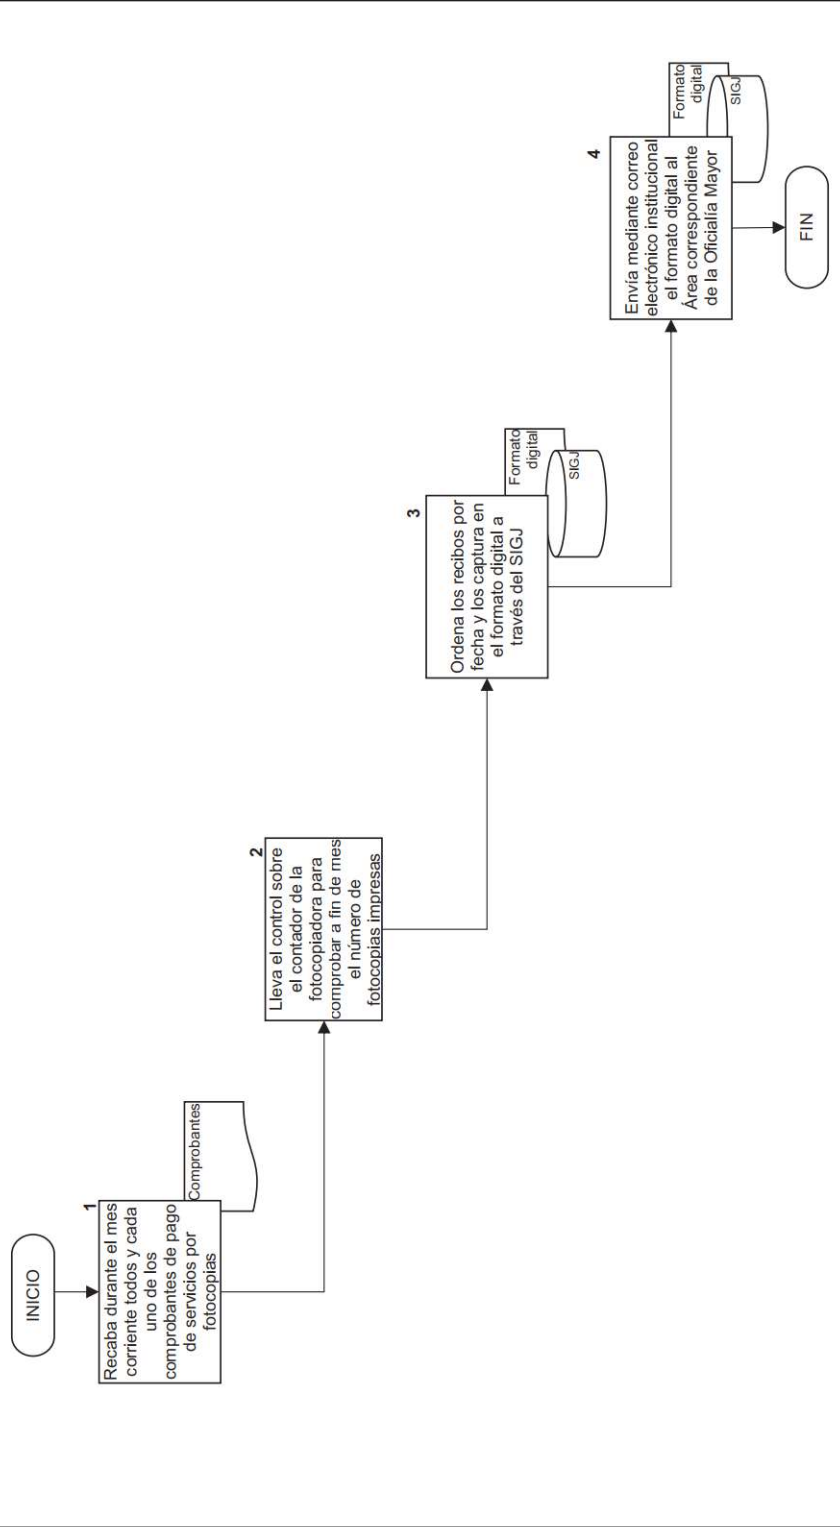 INICIO
1
Recaba durante el mes
corriente todos y cada
uno de los
comprobantes de pago
de servicios por
fotocopias
Comprobantes
2
Lleva el control sobre
el contador de la
fotocopiadora para
comprobar a fin de mes
el número de
fotocopias impresas
3
Ordena los recibos por
fecha y los captura en
el formato digital a
través del SIGJ
Formato
digital
SIGJ
4
Envía mediante correo
electrónico institucional
el formato digital al
Área correspondiente
de la Oficialía Mayor
Formato
digital
SIGJ
FIN